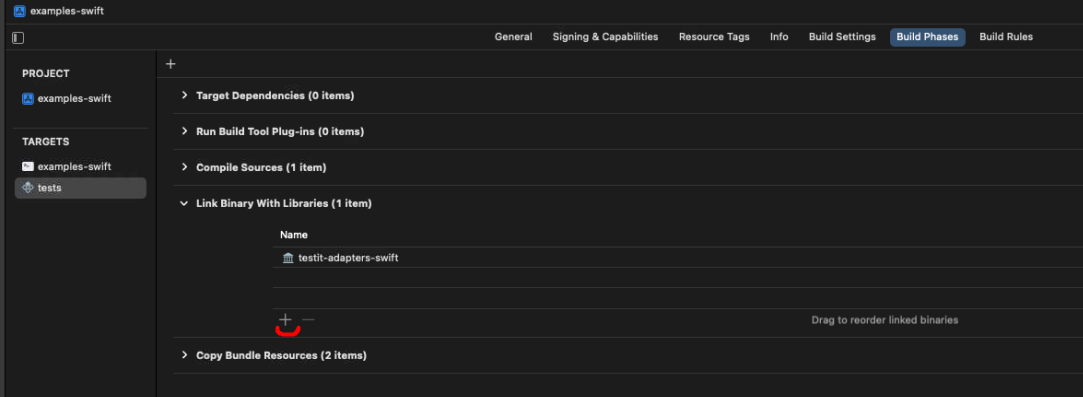 examples-swift
General Signing & Capabilities Resource Tags Info Build Settings Build Phases Build Rules
PROJECT
examples-swift
TARGETS
examples-swift
tests
Target Dependencies (0 items)
Run Build Tool Plug-ins (0 items)
Compile Sources (1 item)
Link Binary With Libraries (1 item)
Name
testit-adapters-swift
Drag to reorder linked binaries
Copy Bundle Resources (2 items)